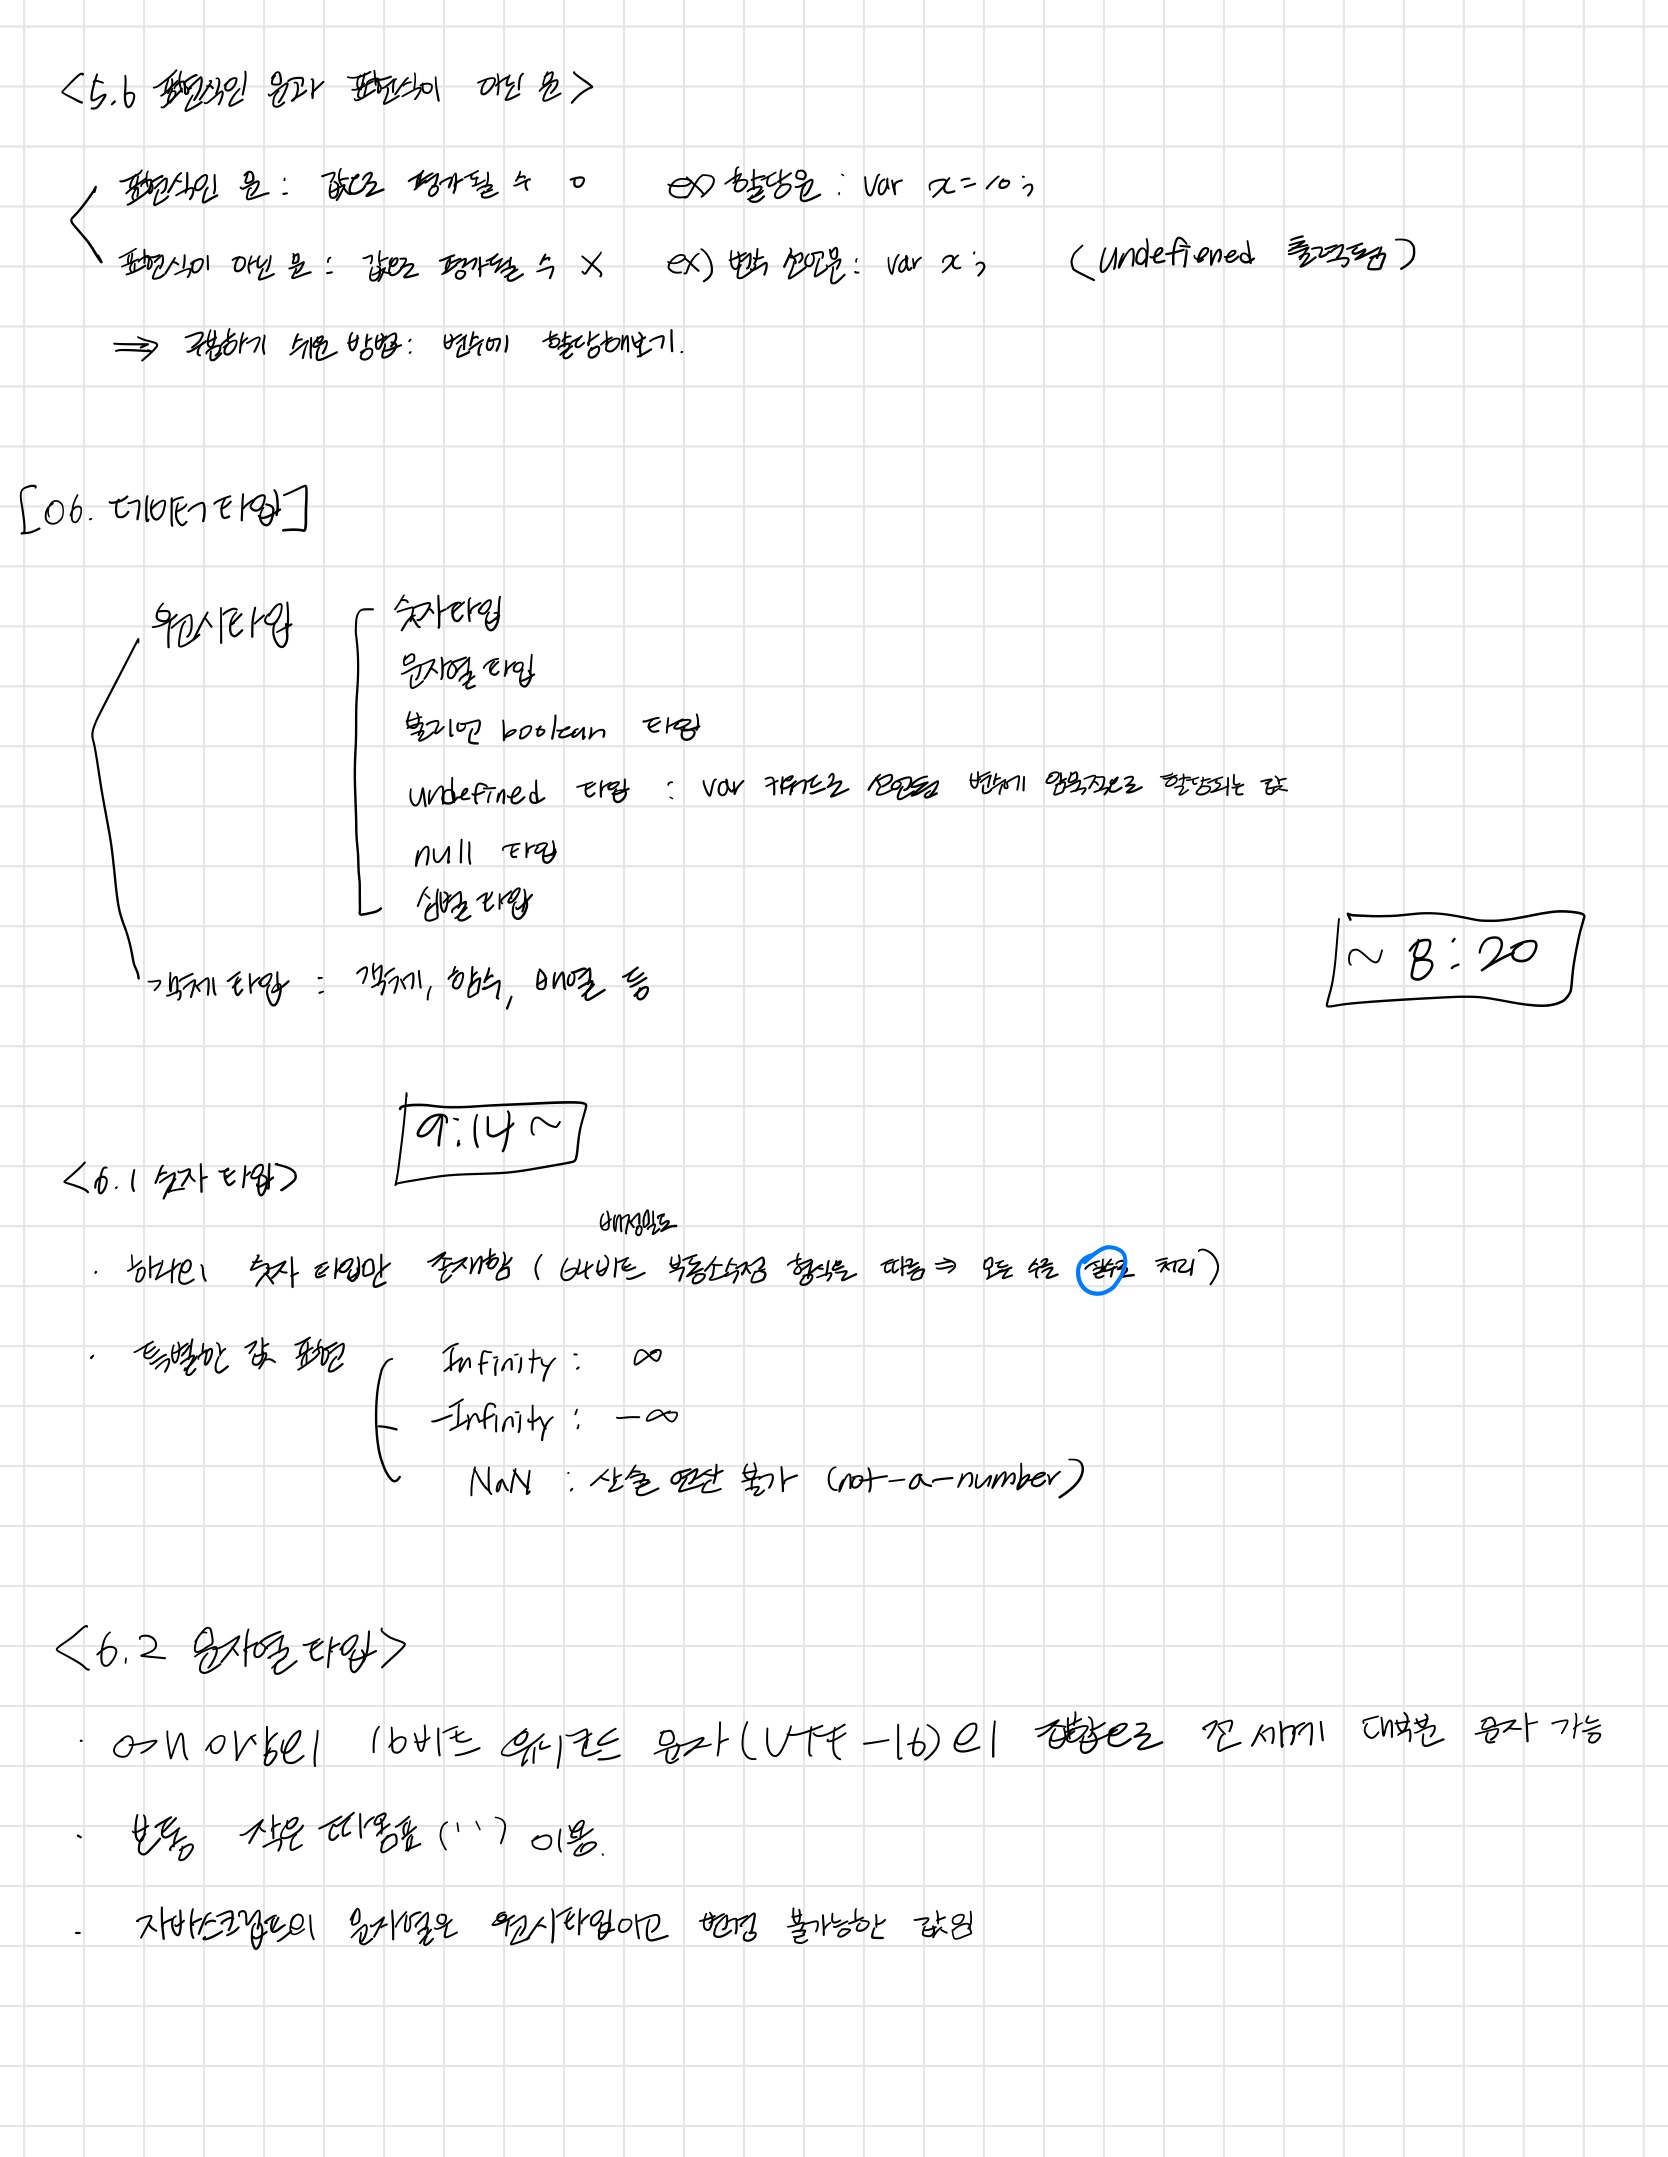 <5.6 표현식인 문과 표현식이 아닌 문>
표현식인 문 : 값으로 평가될 수 O ex) 할당문 : var x = 10;
표현식이 아닌 문 : 값으로 평가될 수 X ex) 변수 선언문 : var x; (undefiened 출력됨)
⇒ 구분하기 쉬운 방법 : 변수에 할당해보기.
[06. 데이터 타입]
원시타입
숫자타입
문자열 타입
불리언 boolean 타입
undefined 타입 : var 키워드로 선언된 변수에 암묵적으로 할당되는 값
null 타입
심벌 타입
객체 타입 : 객체, 함수, 배열 등
~ 8:20
9:14 ~
<6.1 숫자 타입>
배정밀도
· 하나의 숫자 타입만 존재함 (64비트 부동소수점 형식을 따름 ⇒ 모든 수를 실수로 처리)
· 특별한 값 표현
Infinity : ∞
-Infinity : -∞
NaN : 산술 연산 불가 (not-a-number)
<6.2 문자열 타입>
· 0개 이상의 16비트 유니코드 문자(UTF-16)의 집합으로 전 세계 대부분 문자 가능
· 보통 작은 따옴표('') 이용.
· 자바스크립트의 문자열은 원시타입이고 변경 불가능한 값임